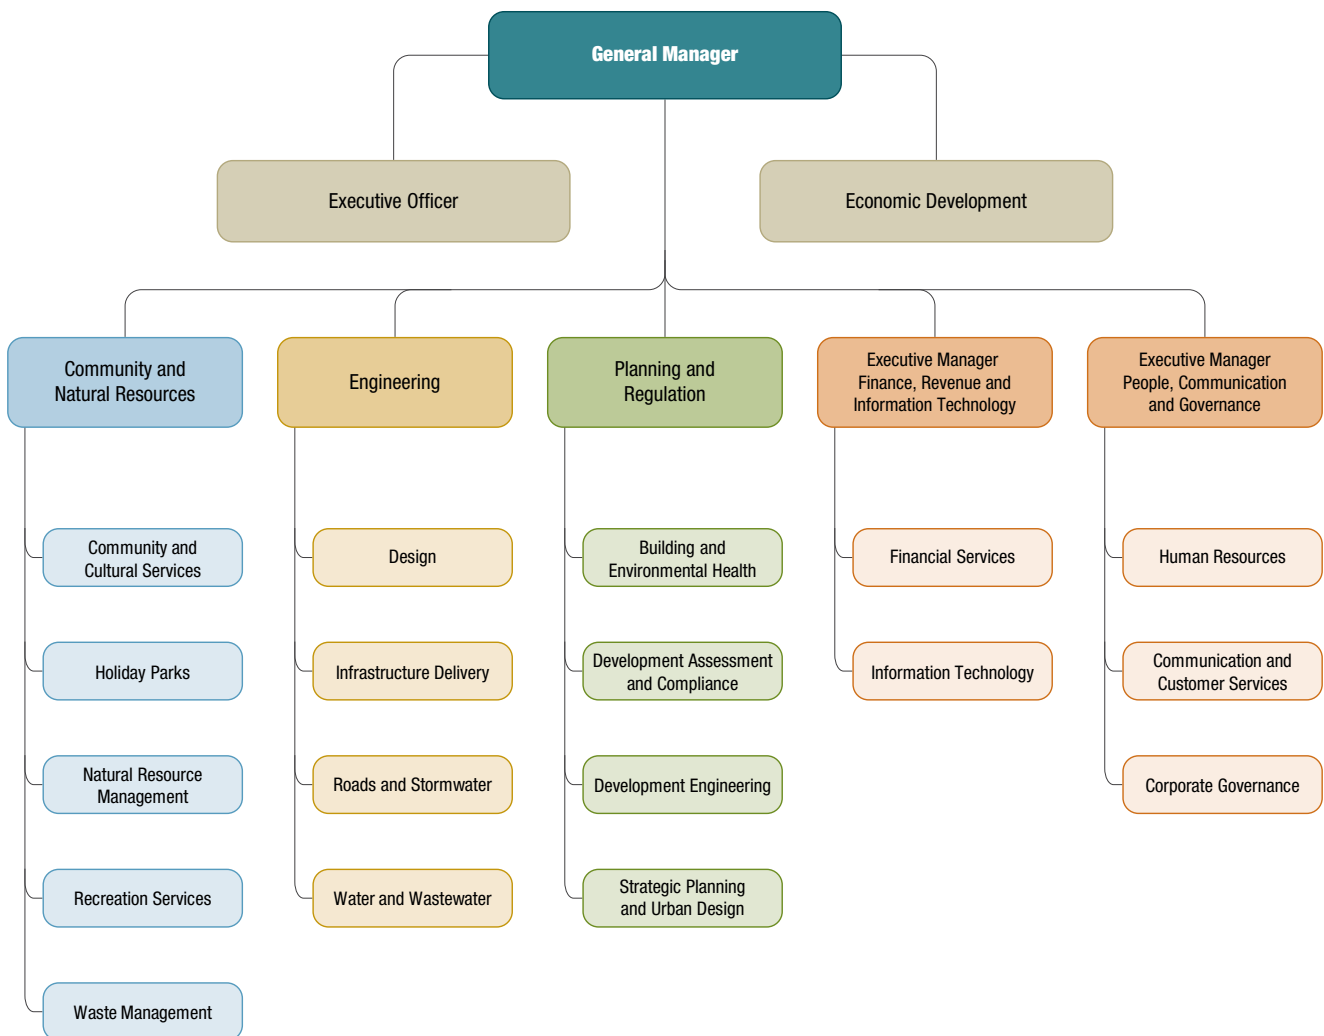 General Manager
Executive Officer
Economic Development
Community and
Natural Resources
Engineering
Planning and
Regulation
Executive Manager
Finance, Revenue and
Information Technology
Executive Manager
People, Communication
and Governance
Community and
Cultural Services
Design
Building and
Environmental Health
Financial Services
Human Resources
Holiday Parks
Infrastructure Delivery
Development Assessment
and Compliance
Information Technology
Communication and
Customer Services
Natural Resource
Management
Roads and Stormwater
Development Engineering
Corporate Governance
Recreation Services
Water and Wastewater
Strategic Planning
and Urban Design
Waste Management